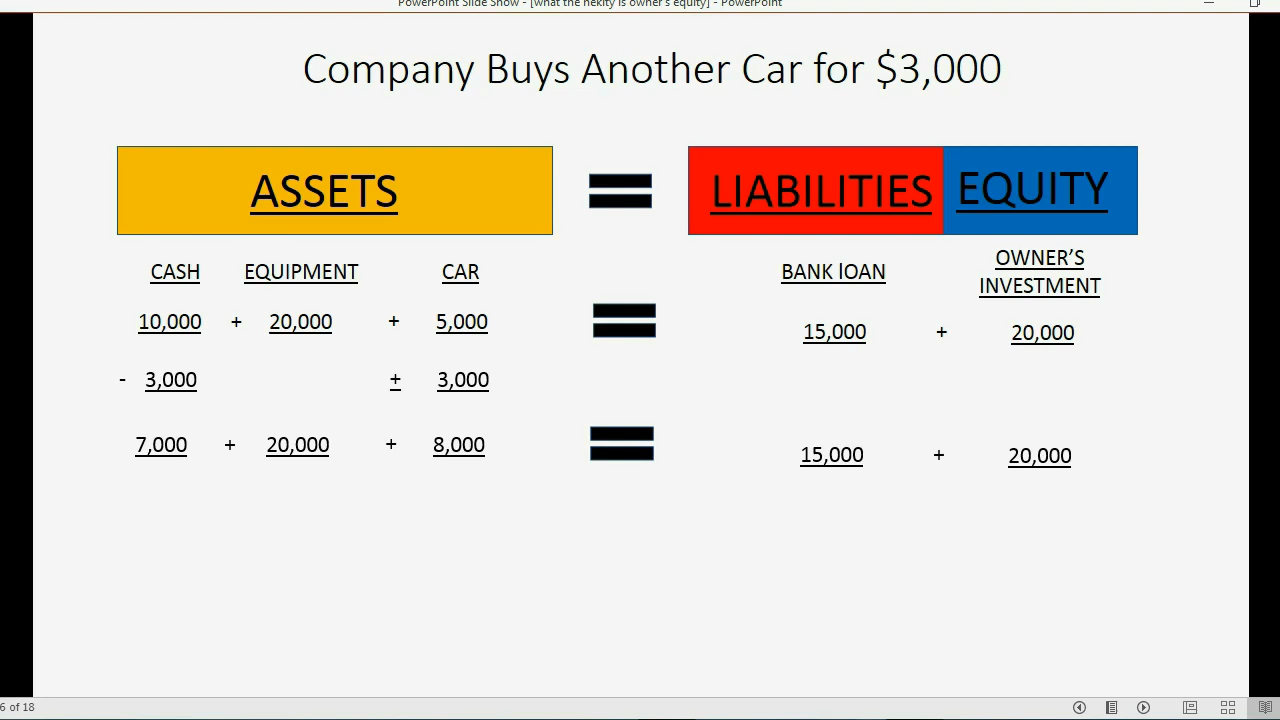 PowerPoint Slide Show - [what the hekity is owner's equity] - PowerPoint
Company Buys Another Car for $3,000
ASSETS = LIABILITIES EQUITY
CASH EQUIPMENT CAR = BANK lOAN OWNER'S INVESTMENT
10,000 + 20,000 + 5,000 = 15,000 + 20,000
- 3,000 + 3,000
7,000 + 20,000 + 8,000 = 15,000 + 20,000
6 of 18